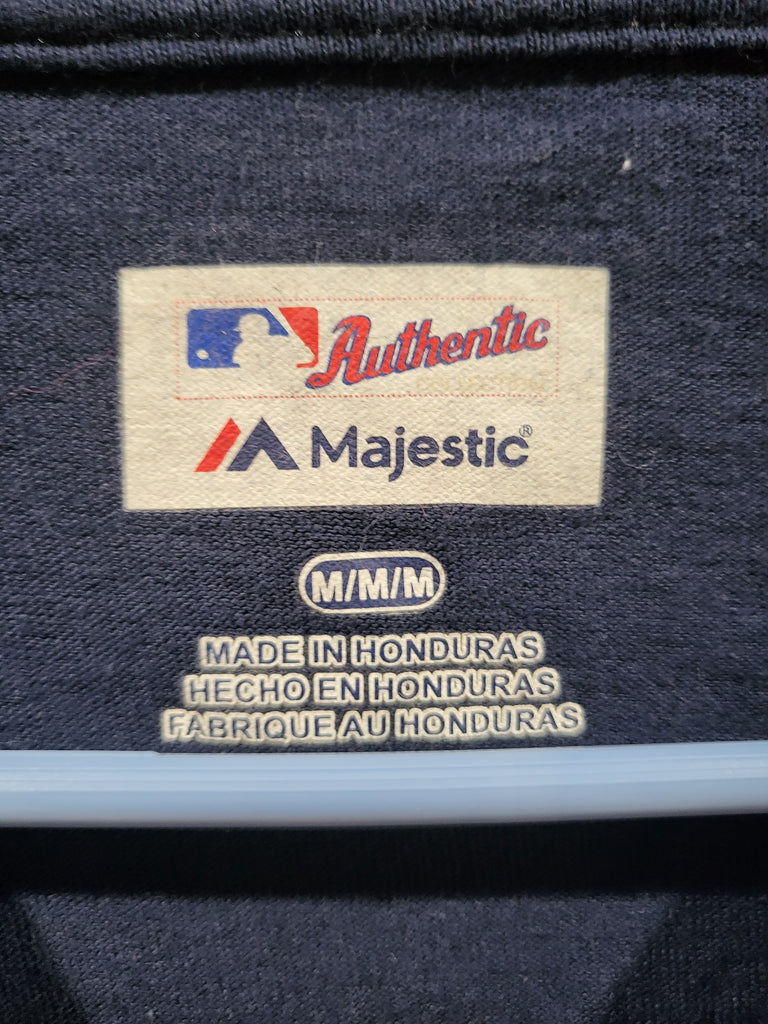 Authentic
Majestic®
M/M/M
MADE IN HONDURAS
HECHO EN HONDURAS
FABRIQUE AU HONDURAS